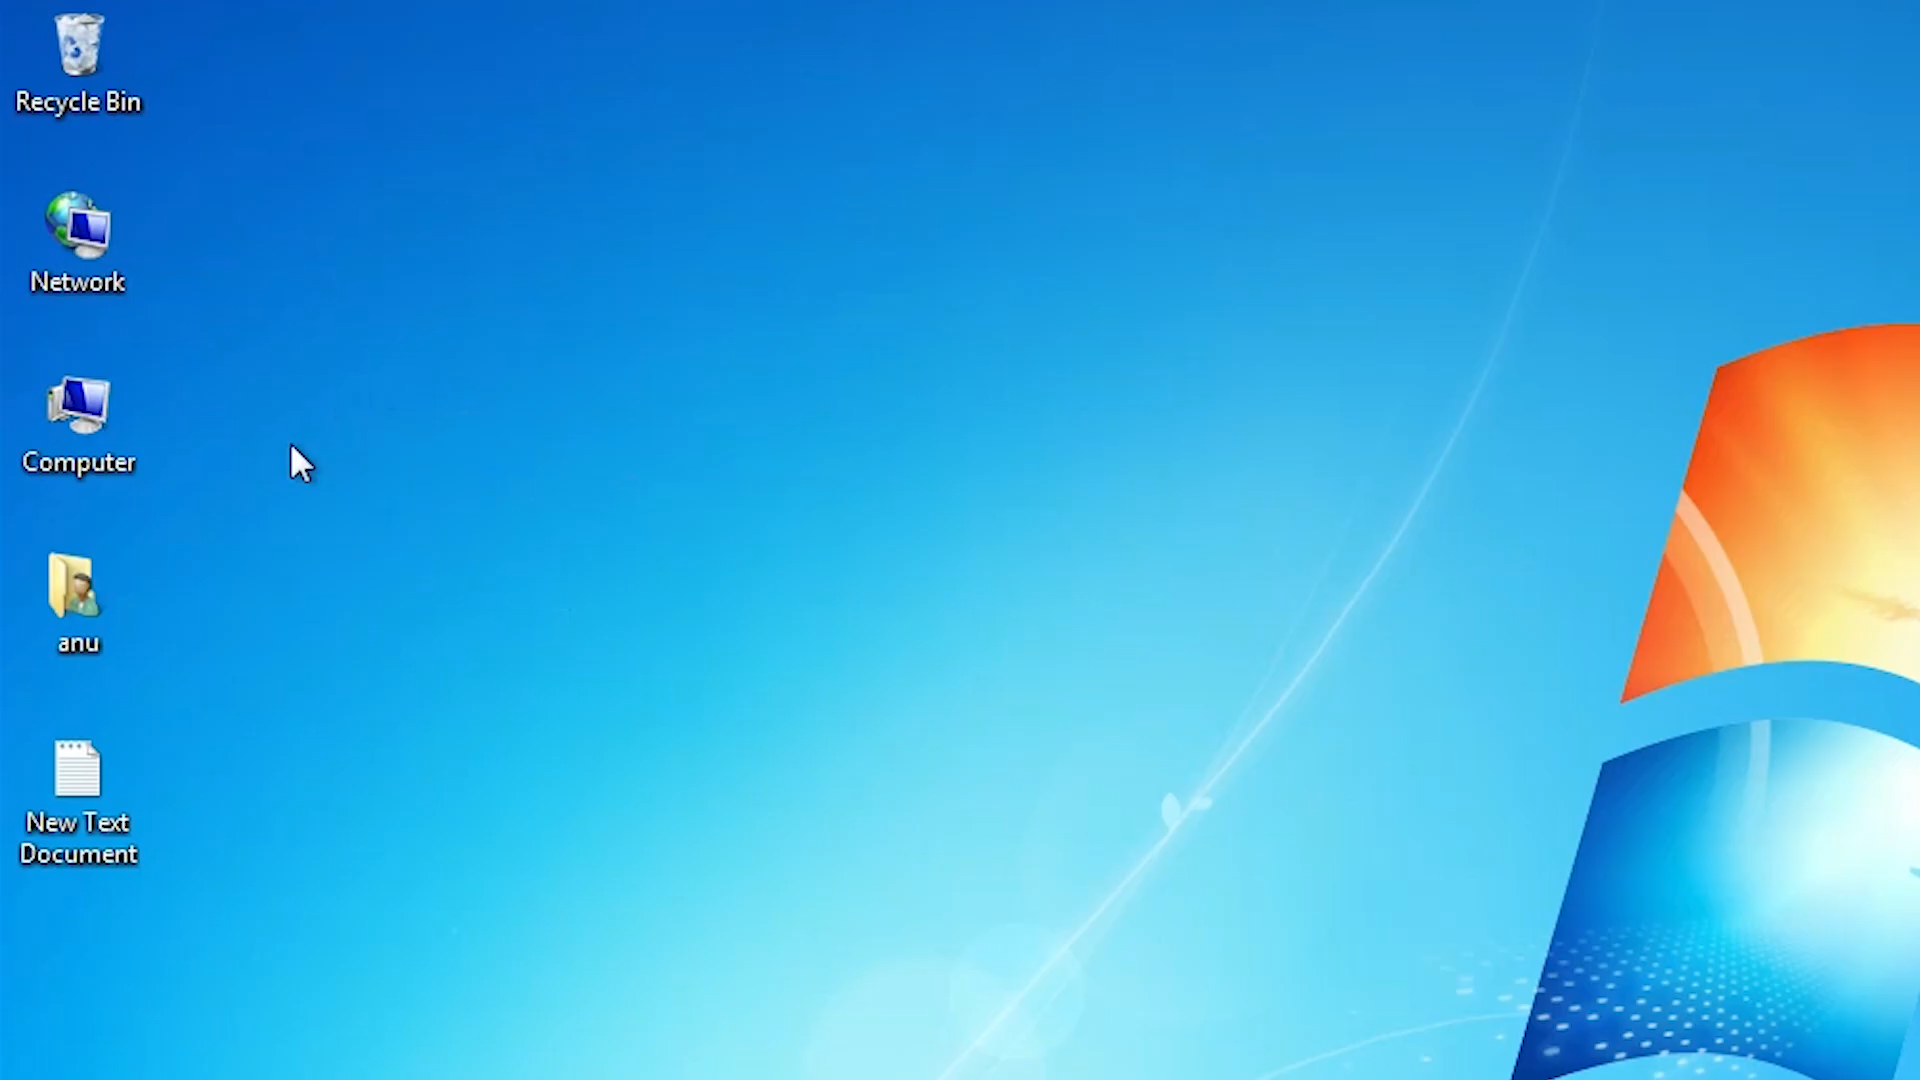 Recycle Bin
Network
Computer
anu
New Text
Document